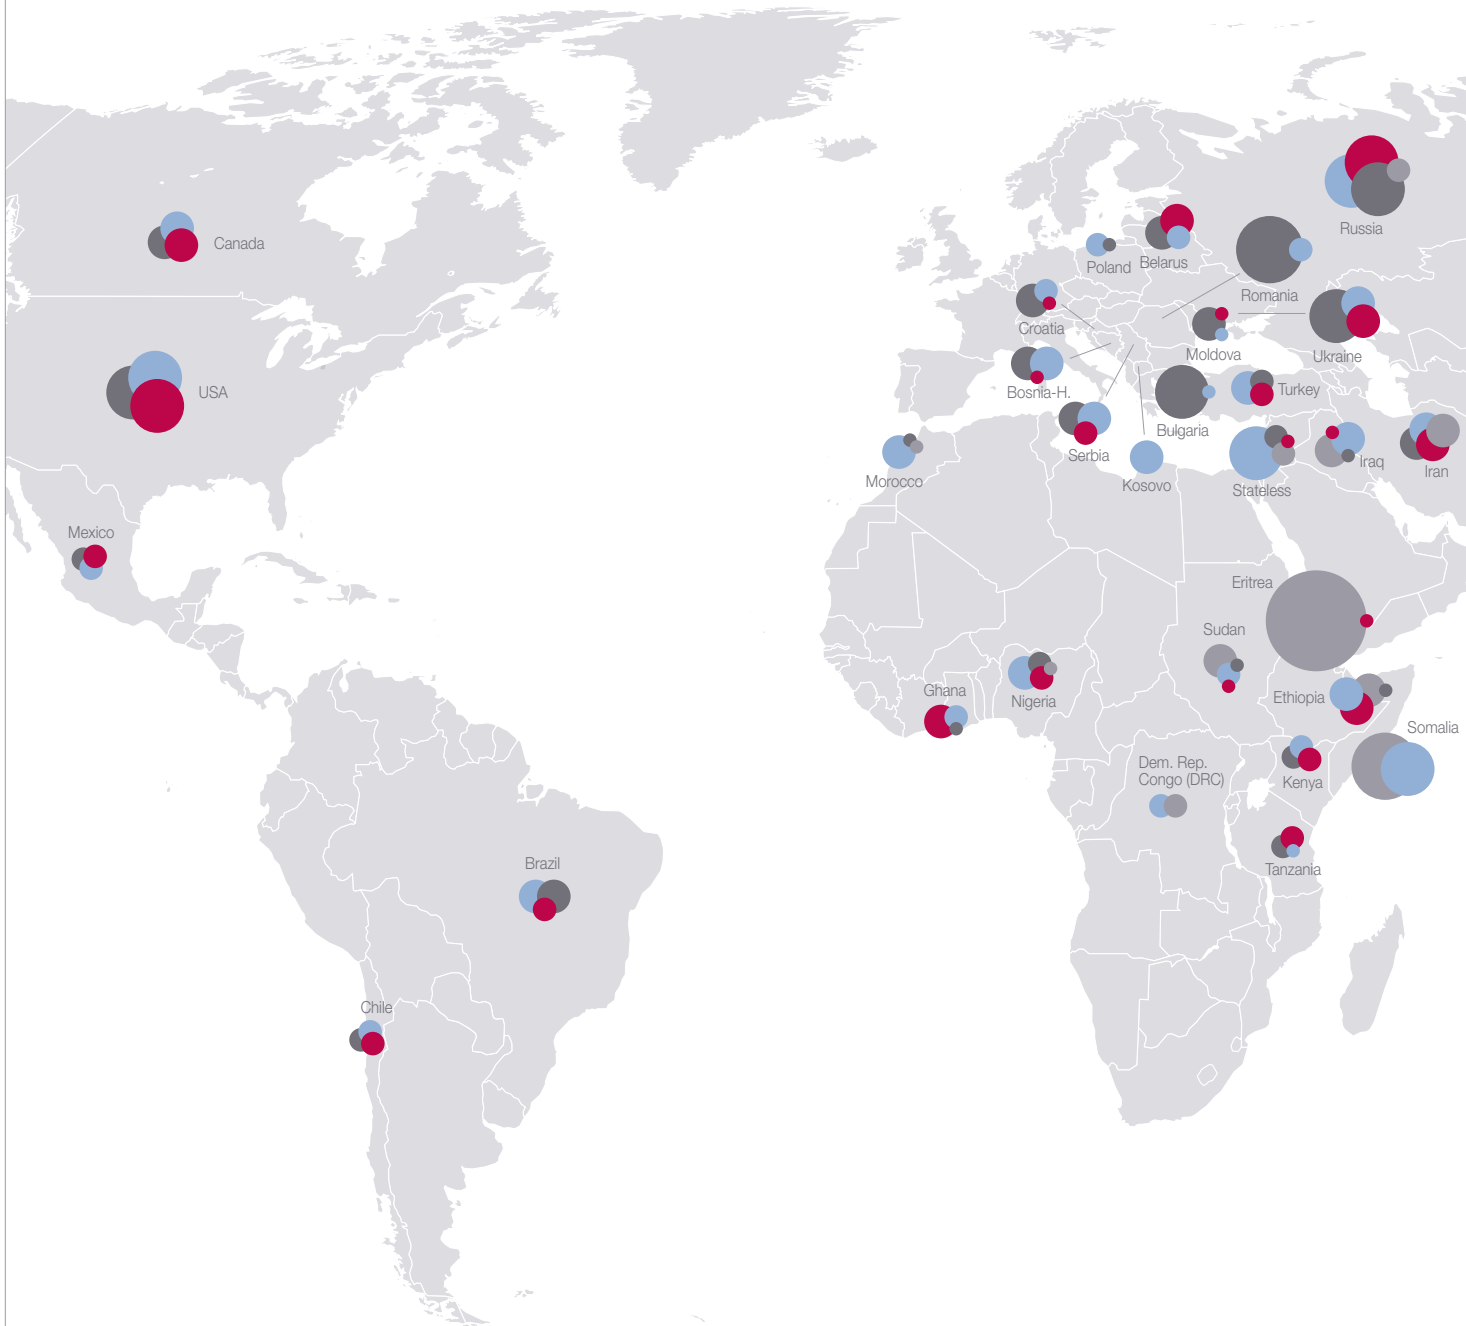 Canada
USA
Mexico
Brazil
Chile
Russia
Poland
Belarus
Romania
Croatia
Moldova
Ukraine
Bosnia-H.
Turkey
Bulgaria
Serbia
Kosovo
Morocco
Stateless
Iraq
Iran
Eritrea
Sudan
Ghana
Nigeria
Ethiopia
Somalia
Dem. Rep.
Congo (DRC)
Kenya
Tanzania